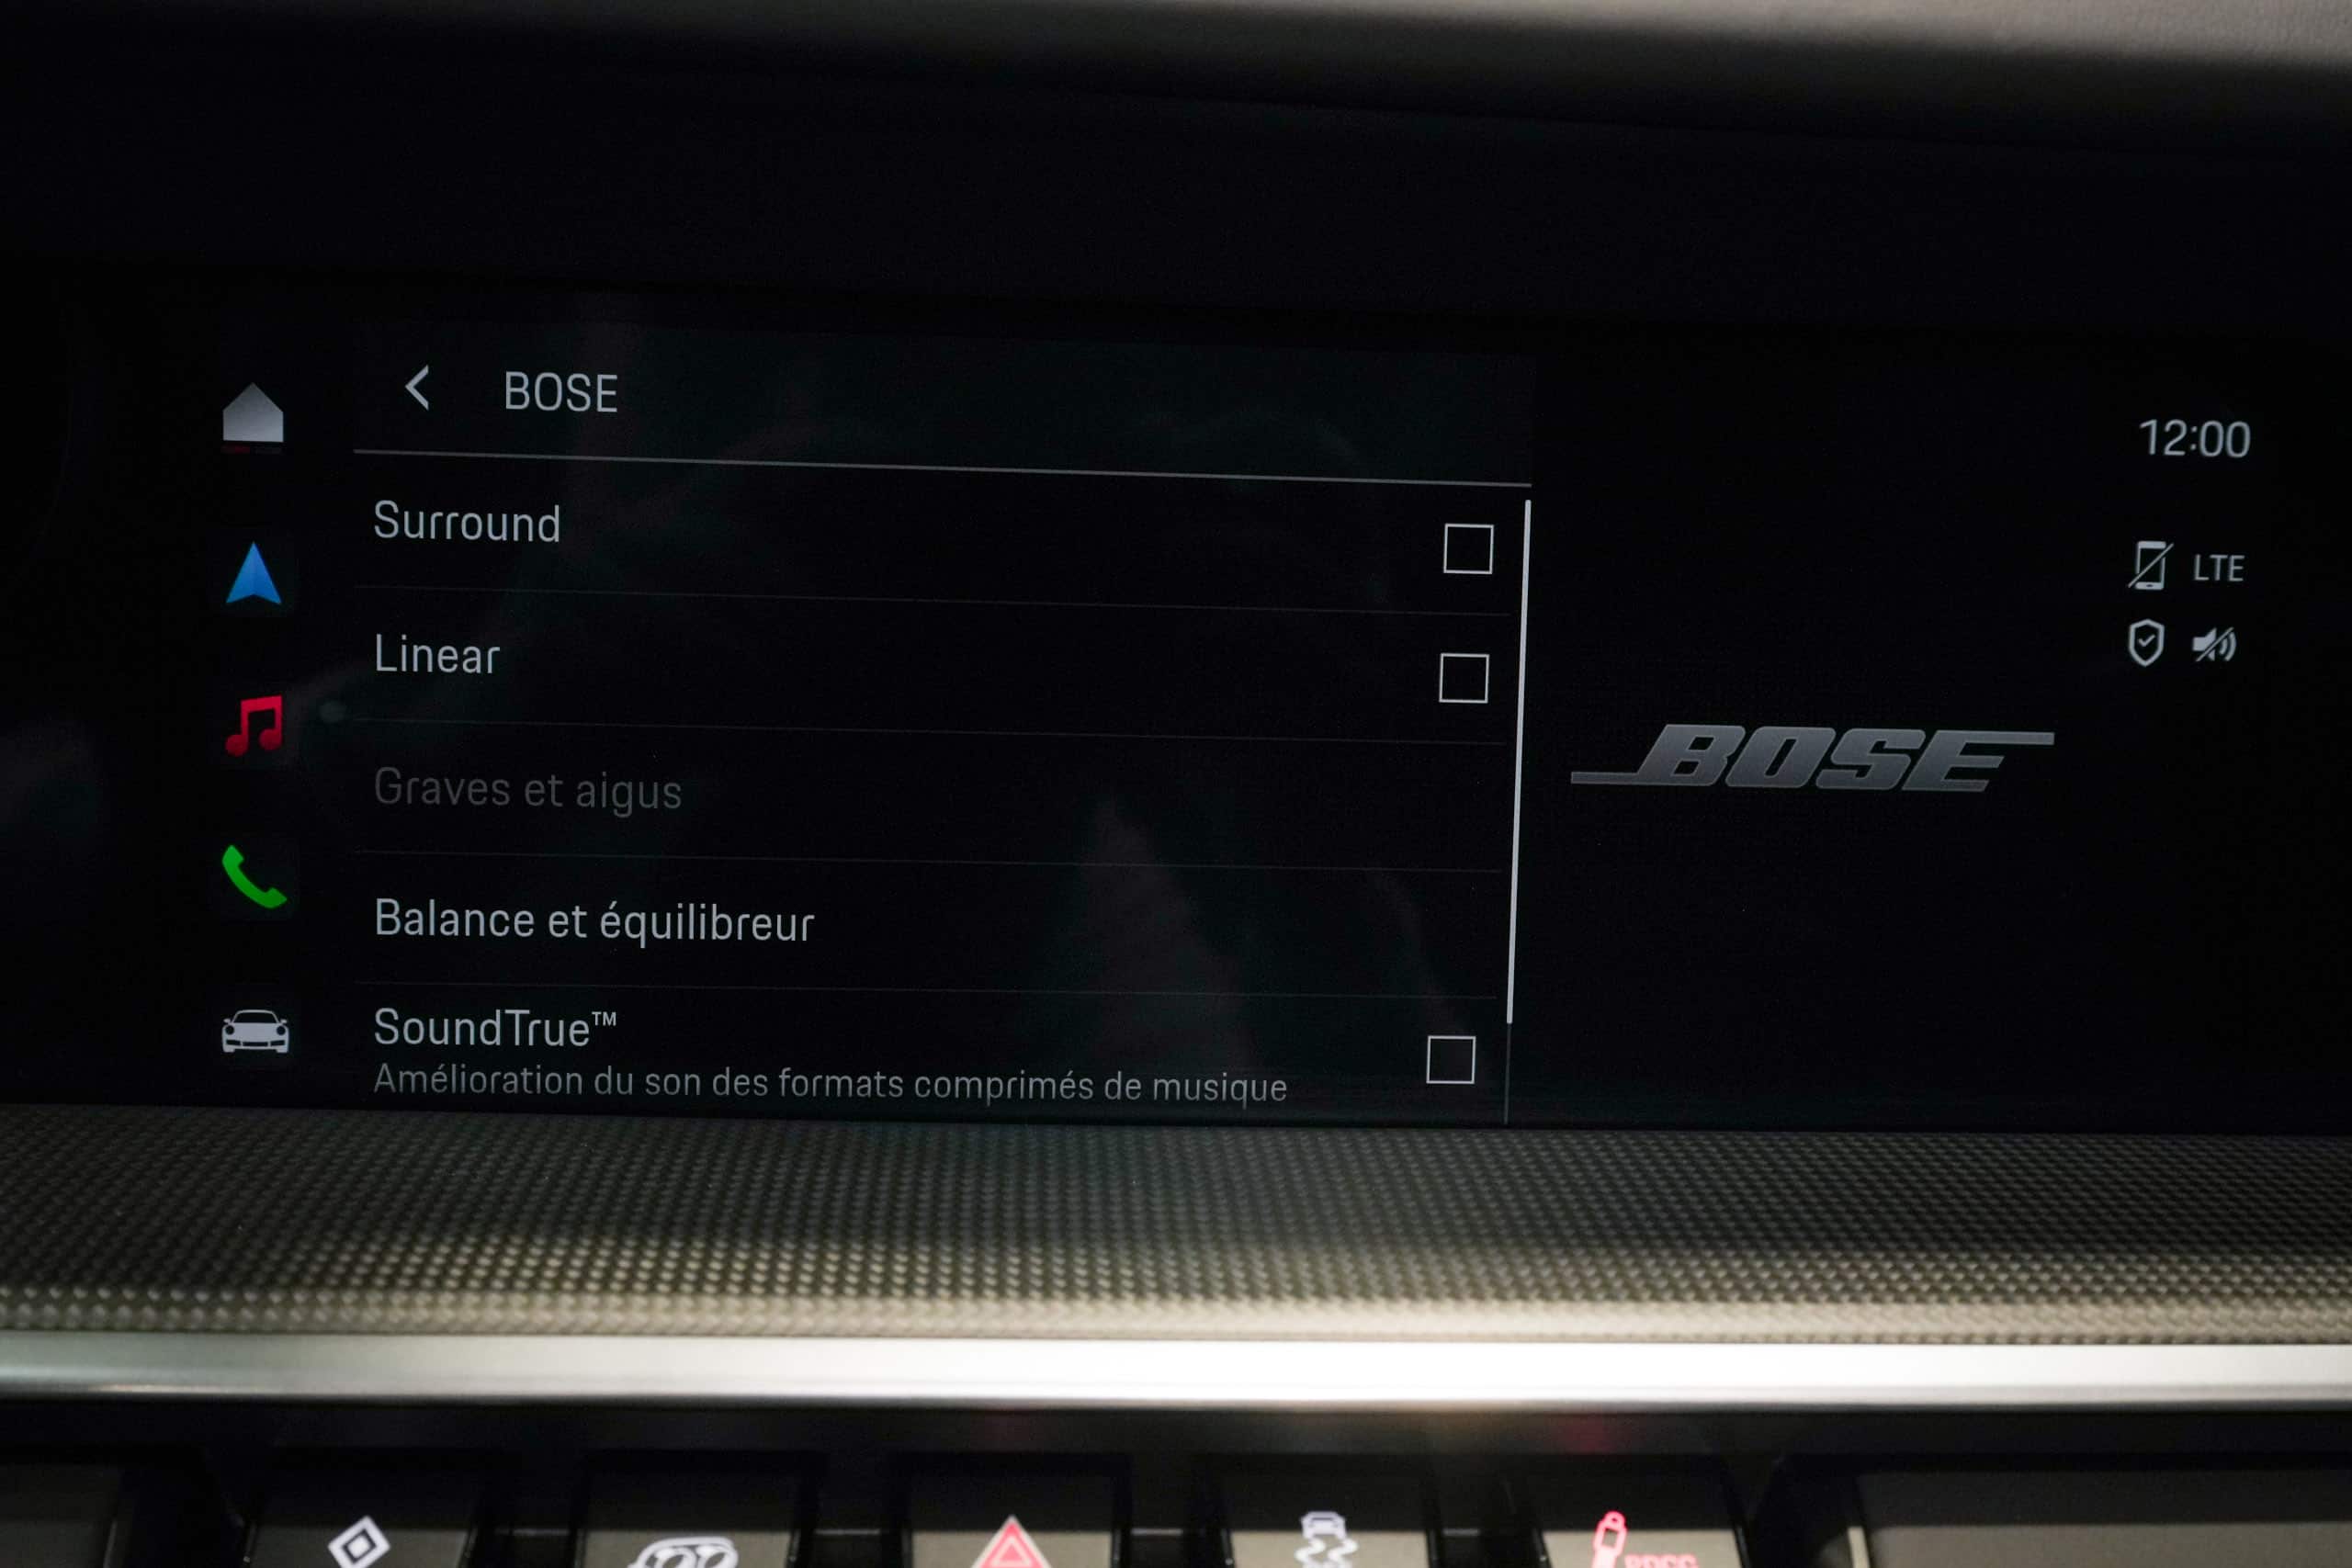 BOSE
12:00
Surround
LTE
Linear
BOSE
Graves et aigus
Balance et équilibreur
SoundTrue™
Amélioration du son des formats comprimés de musique